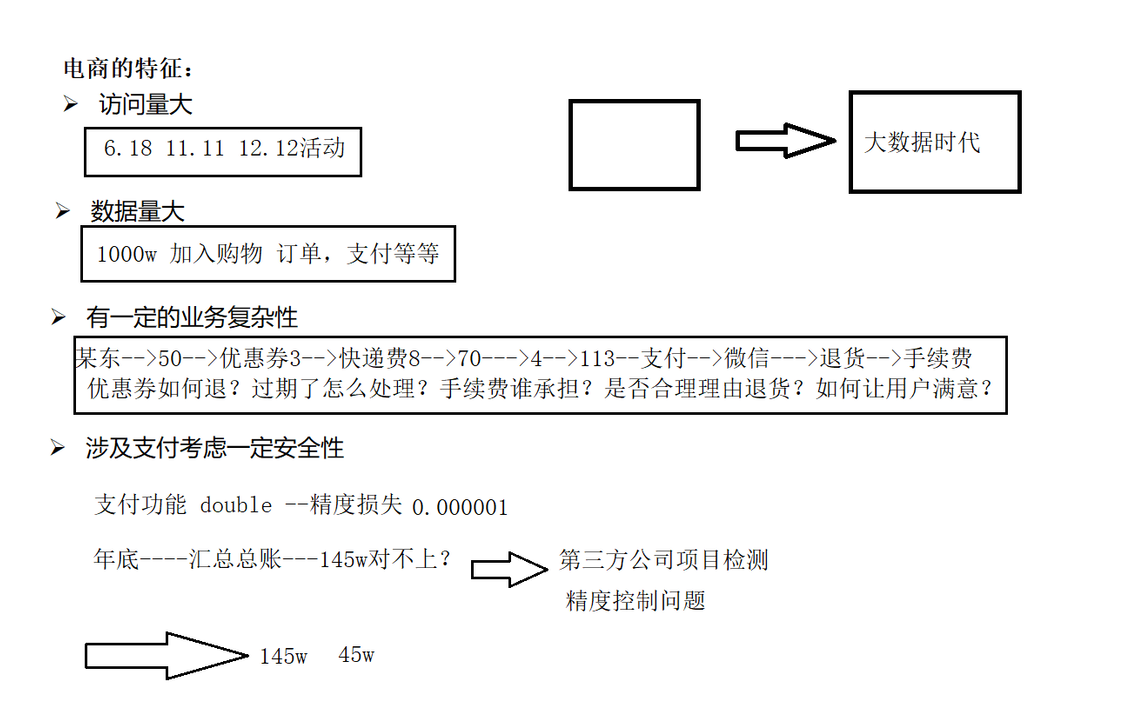 电商的特征：
➢ 访问量大
6.18 11.11 12.12活动
大数据时代
➢ 数据量大
1000w 加入购物 订单，支付等等
➢ 有一定的业务复杂性
某东-->50-->优惠券3-->快递费8-->70--->4-->113--支付-->微信--->退货-->手续费
优惠券如何退？过期了怎么处理？手续费谁承担？是否合理理由退货？如何让用户满意？
➢ 涉及支付考虑一定安全性
支付功能 double --精度损失 0.000001
年底----汇总总账---145w对不上？
第三方公司项目检测
精度控制问题
145w 45w